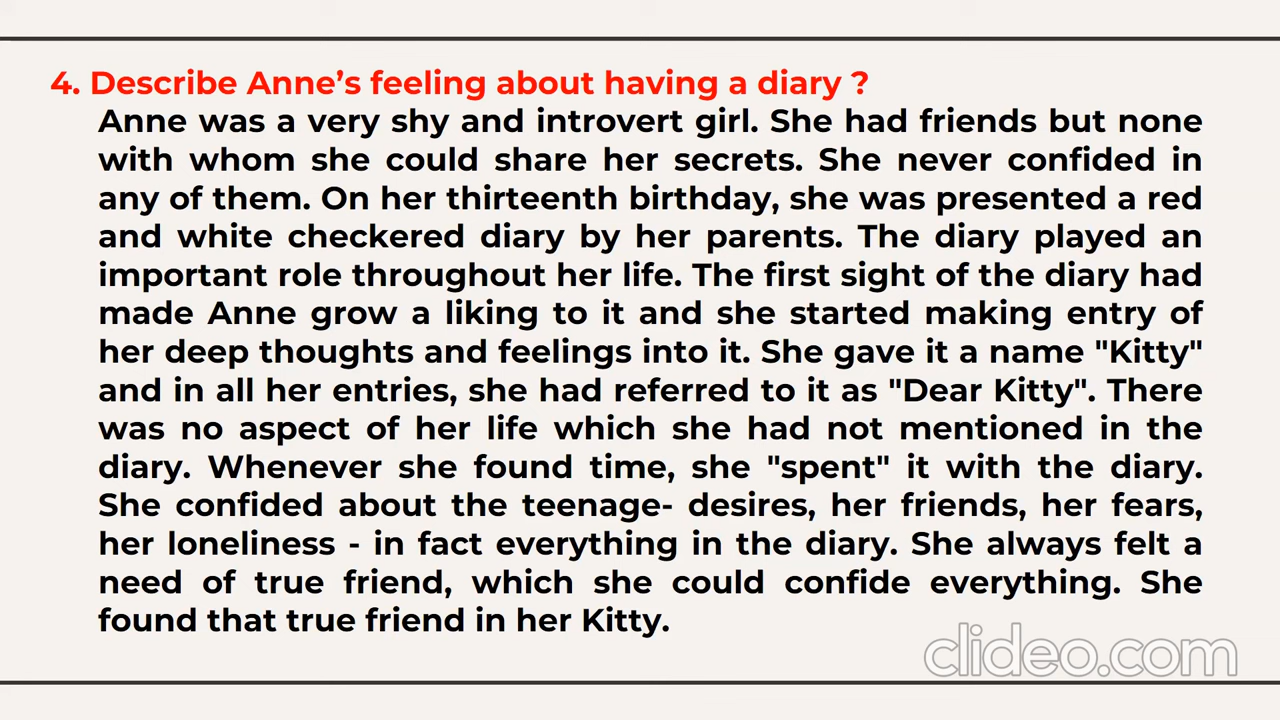 4. Describe Anne's feeling about having a diary ?
Anne was a very shy and introvert girl. She had friends but none
with whom she could share her secrets. She never confided in
any of them. On her thirteenth birthday, she was presented a red
and white checkered diary by her parents. The diary played an
important role throughout her life. The first sight of the diary had
made Anne grow a liking to it and she started making entry of
her deep thoughts and feelings into it. She gave it a name "Kitty"
and in all her entries, she had referred to it as "Dear Kitty". There
was no aspect of her life which she had not mentioned in the
diary. Whenever she found time, she "spent" it with the diary.
She confided about the teenage- desires, her friends, her fears,
her loneliness - in fact everything in the diary. She always felt a
need of true friend, which she could confide everything. She
found that true friend in her Kitty.
clideo.com